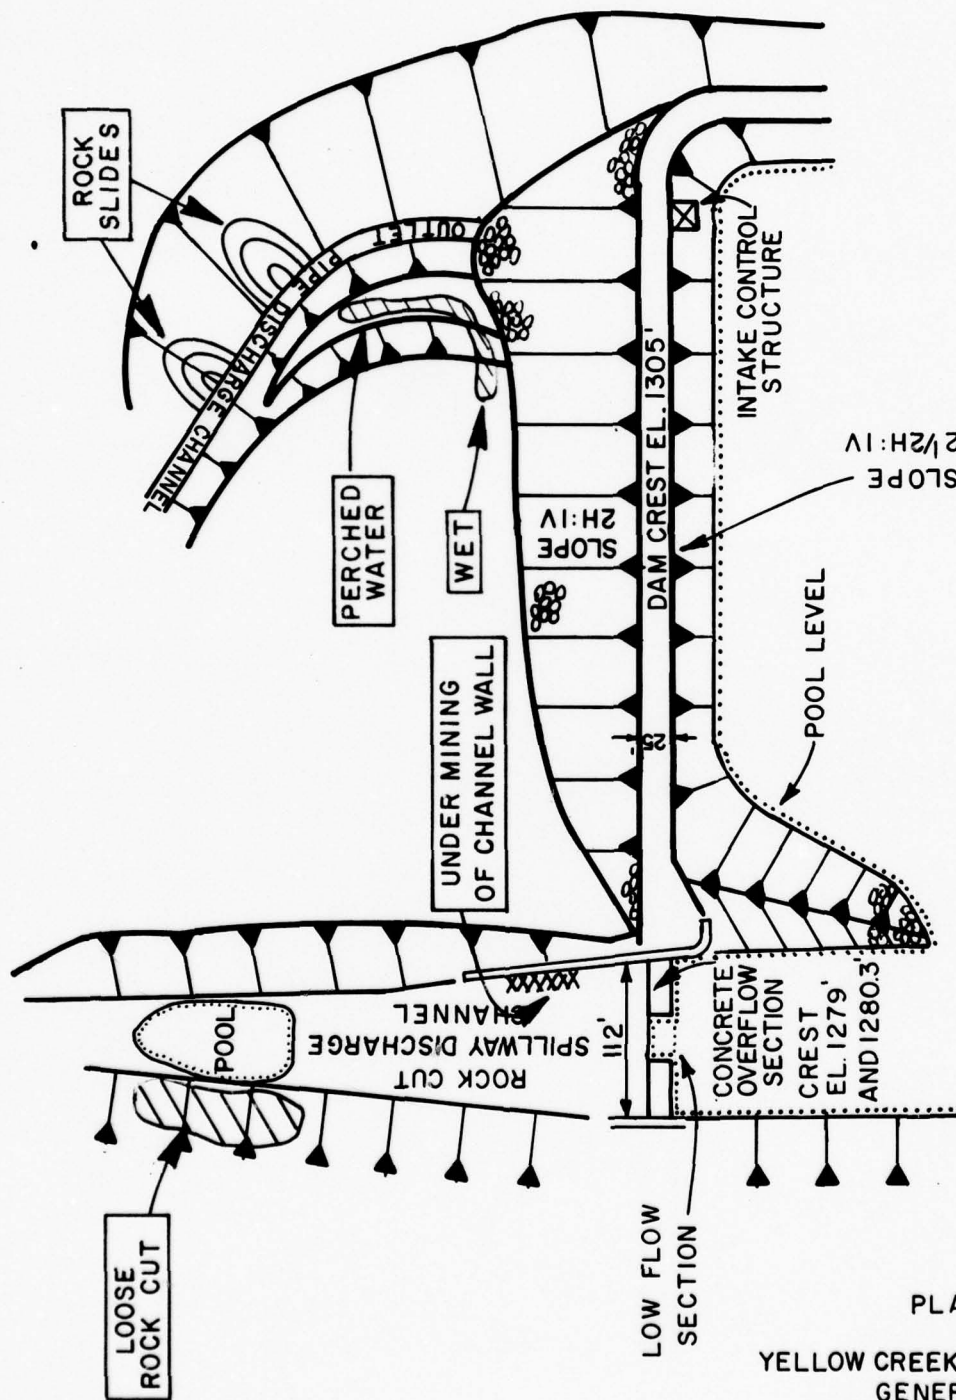 ROCK
SLIDES
PIPE DISCHARGE CHANNEL
OUTLET
PERCHED
WATER
WET
UNDER MINING
OF CHANNEL WALL
SLOPE
2H:1V
DAM CREST EL. 1305'
25'
INTAKE CONTROL
STRUCTURE
SLOPE
2½H:1V
POOL LEVEL
POOL
ROCK CUT
SPILLWAY DISCHARGE
CHANNEL
112'
CONCRETE
OVERFLOW
SECTION
CREST
EL. 1279'
AND 1280.3'
LOOSE
ROCK CUT
LOW FLOW
SECTION
PLA
YELLOW CREEK
GENER